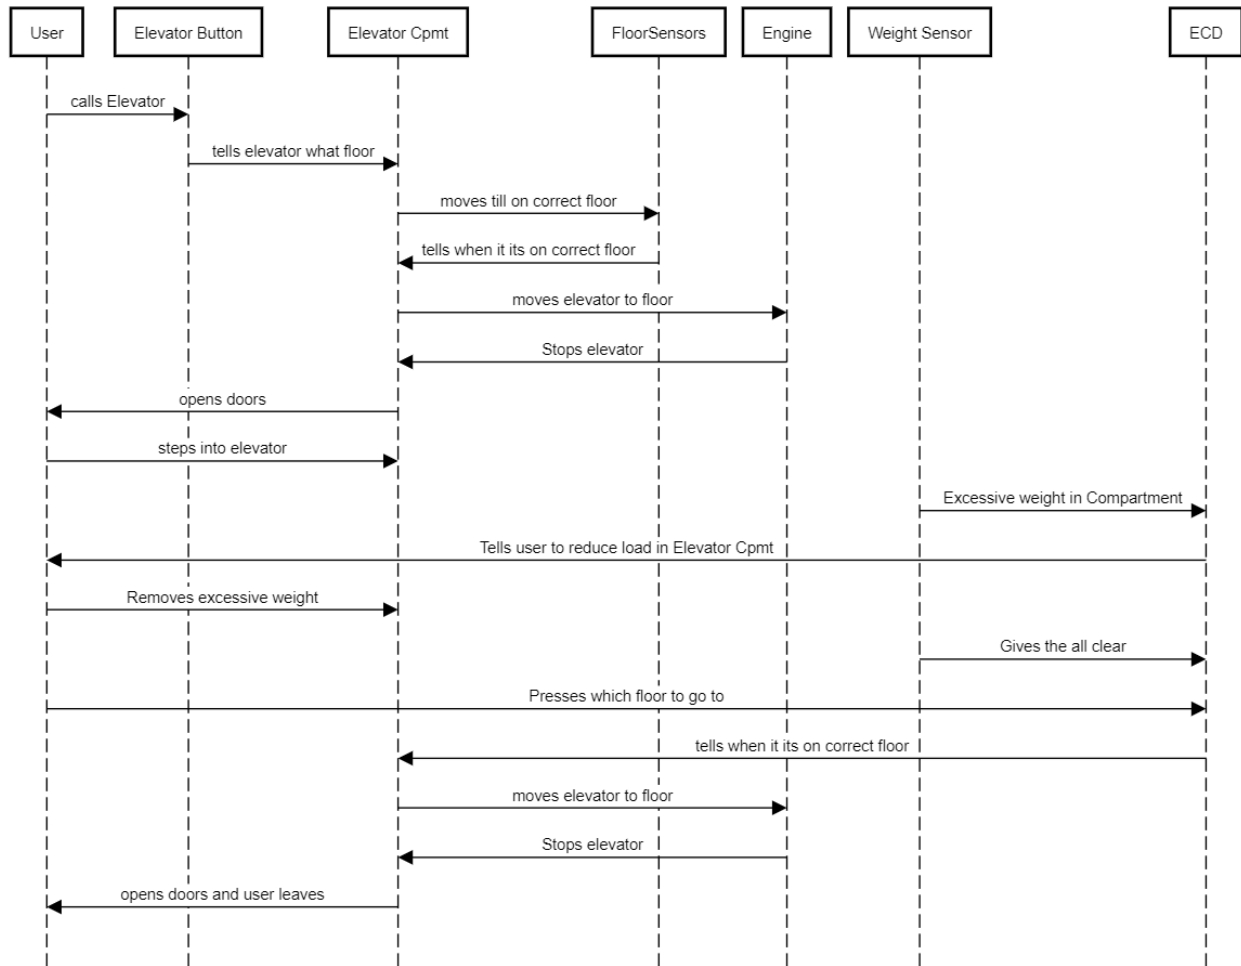 User
Elevator Button
Elevator Cpmt
FloorSensors
Engine
Weight Sensor
ECD
calls Elevator
tells elevator what floor
moves till on correct floor
tells when it its on correct floor
moves elevator to floor
Stops elevator
opens doors
steps into elevator
Excessive weight in Compartment
Tells user to reduce load in Elevator Cpmt
Removes excessive weight
Gives the all clear
Presses which floor to go to
tells when it its on correct floor
moves elevator to floor
Stops elevator
opens doors and user leaves